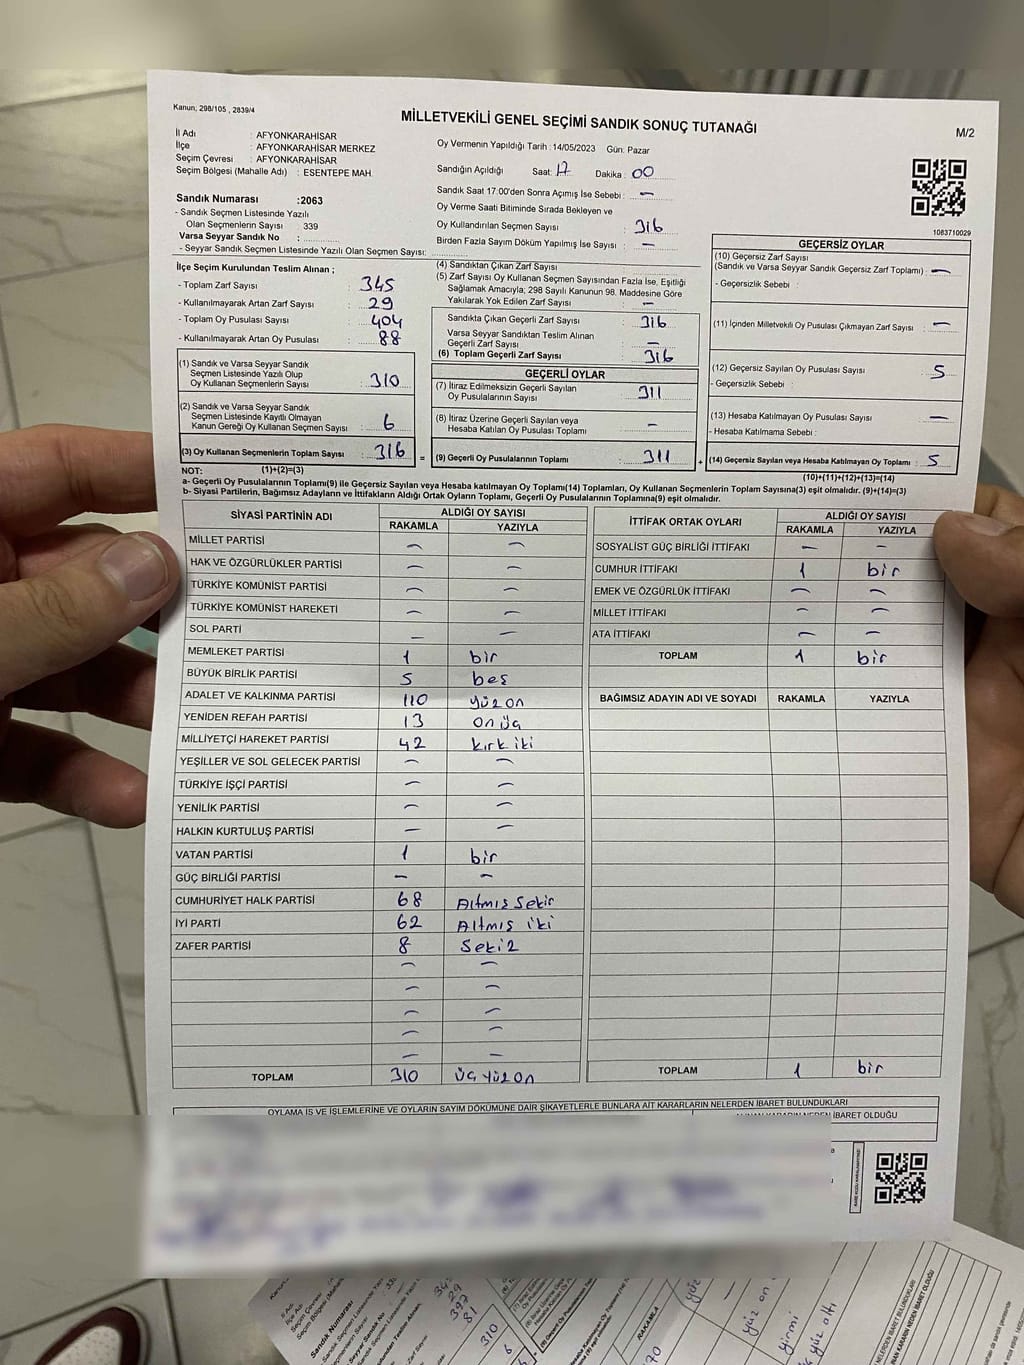 Kanun; 298/105 , 2839/4
MİLLETVEKİLİ GENEL SEÇİMİ SANDIK SONUÇ TUTANAĞI
M/2
İl Adı : AFYONKARAHİSAR
İlçe : AFYONKARAHİSAR MERKEZ
Seçim Çevresi : AFYONKARAHİSAR
Seçim Bölgesi (Mahalle Adı) : ESENTEPE MAH.
Sandık Numarası :2063
- Sandık Seçmen Listesinde Yazılı
Olan Seçmenlerin Sayısı : 339
Varsa Seyyar Sandık No :
- Seyyar Sandık Seçmen Listesinde Yazılı Olan Seçmen Sayısı:
Oy Vermenin Yapıldığı Tarih :14/05/2023 Gün: Pazar
Sandığın Açıldığı Saat: 17 Dakika : 00
Sandık Saat 17:00'den Sonra Açımış İse Sebebi : —
Oy Verme Saati Bitiminde Sırada Bekleyen ve
Oy Kullandırılan Seçmen Sayısı : 316
Birden Fazla Sayım Döküm Yapılmış İse Sayısı : —
1083710029
İlçe Seçim Kurulundan Teslim Alınan ;
- Toplam Zarf Sayısı : 345
- Kullanılmayarak Artan Zarf Sayısı : 29
- Toplam Oy Pusulası Sayısı : 404
- Kullanılmayarak Artan Oy Pusulası : 88
(1) Sandık ve Varsa Seyyar Sandık
Seçmen Listesinde Yazılı Olup
Oy Kullanan Seçmenlerin Sayısı : 310
(2) Sandık ve Varsa Seyyar Sandık
Seçmen Listesinde Kayıtlı Olmayan
Kanun Gereği Oy Kullanan Seçmen Sayısı : 6
(3) Oy Kullanan Seçmenlerin Toplam Sayısı : 316
(4) Sandıktan Çıkan Zarf Sayısı
(5) Zarf Sayısı Oy Kullanan Seçmen Sayısından Fazla İse, Eşitliği
Sağlamak Amacıyla; 298 Sayılı Kanunun 98. Maddesine Göre
Yakılarak Yok Edilen Zarf Sayısı : —
Sandıkta Çıkan Geçerli Zarf Sayısı : 316
Varsa Seyyar Sandıktan Teslim Alınan
Geçerli Zarf Sayısı : —
(6) Toplam Geçerli Zarf Sayısı : 316
GEÇERLİ OYLAR
(7) İtiraz Edilmeksizin Geçerli Sayılan
Oy Pusulalarının Sayısı : 311
(8) İtiraz Üzerine Geçerli Sayılan veya
Hesaba Katılan Oy Pusulası Toplamı : —
= (9) Geçerli Oy Pusulalarının Toplamı : 311
GEÇERSİZ OYLAR
(10) Geçersiz Zarf Sayısı
(Sandık ve Varsa Seyyar Sandık Geçersiz Zarf Toplamı) : —
- Geçersizlik Sebebi :
(11) İçinden Milletvekili Oy Pusulası Çıkmayan Zarf Sayısı : —
(12) Geçersiz Sayılan Oy Pusulası Sayısı : 5
- Geçersizlik Sebebi :
(13) Hesaba Katılmayan Oy Pusulası Sayısı : —
- Hesaba Katılmama Sebebi :
+ (14) Geçersiz Sayılan veya Hesaba Katılmayan Oy Toplamı : 5
NOT: (1)+(2)=(3)
(10)+(11)+(12)+(13)=(14)
a- Geçerli Oy Pusulalarının Toplamı(9) ile Geçersiz Sayılan veya Hesaba Katılmayan Oy Toplamı(14) Toplamları, Oy Kullanan Seçmenlerin Toplam Sayısına(3) eşit olmalıdır. (9)+(14)=(3)
b- Siyasi Partilerin, Bağımsız Adayların ve İttifakların Aldığı Ortak Oyların Toplamı, Geçerli Oy Pusulalarının Toplamına(9) eşit olmalıdır.
SİYASİ PARTİNİN ADI ALDIĞI OY SAYISI
RAKAMLA YAZIYLA
MİLLET PARTİSİ — —
HAK VE ÖZGÜRLÜKLER PARTİSİ — —
TÜRKİYE KOMÜNİST PARTİSİ — —
TÜRKİYE KOMÜNİST HAREKETİ — —
SOL PARTİ — —
MEMLEKET PARTİSİ 1 bir
BÜYÜK BİRLİK PARTİSİ 5 beş
ADALET VE KALKINMA PARTİSİ 110 yüz on
YENİDEN REFAH PARTİSİ 13 on üç
MİLLİYETÇİ HAREKET PARTİSİ 42 kırk iki
YEŞİLLER VE SOL GELECEK PARTİSİ — —
TÜRKİYE İŞÇİ PARTİSİ — —
YENİLİK PARTİSİ — —
HALKIN KURTULUŞ PARTİSİ — —
VATAN PARTİSİ 1 bir
GÜÇ BİRLİĞİ PARTİSİ — —
CUMHURİYET HALK PARTİSİ 68 Altmış Sekiz
İYİ PARTİ 62 Altmış iki
ZAFER PARTİSİ 8 Sekiz
— —
— —
— —
— —
— —
TOPLAM 310 üç yüz on
İTTİFAK ORTAK OYLARI ALDIĞI OY SAYISI
RAKAMLA YAZIYLA
SOSYALİST GÜÇ BİRLİĞİ İTTİFAKI — —
CUMHUR İTTİFAKI 1 bir
EMEK VE ÖZGÜRLÜK İTTİFAKI — —
MİLLET İTTİFAKI — —
ATA İTTİFAKI — —
TOPLAM 1 bir
BAĞIMSIZ ADAYIN ADI VE SOYADI RAKAMLA YAZIYLA
TOPLAM 1 bir
OYLAMA İŞ VE İŞLEMLERİNE VE OYLARIN SAYIM DÖKÜMÜNE DAİR ŞİKAYETLERLE BUNLARA AİT KARARLARIN NELERDEN İBARET BULUNDUKLARI
İBARET OLDUĞU
Sandık Numarası
29
397
81
310
6
RAKAMLA
70
yüz on
yirmi
yüz altı